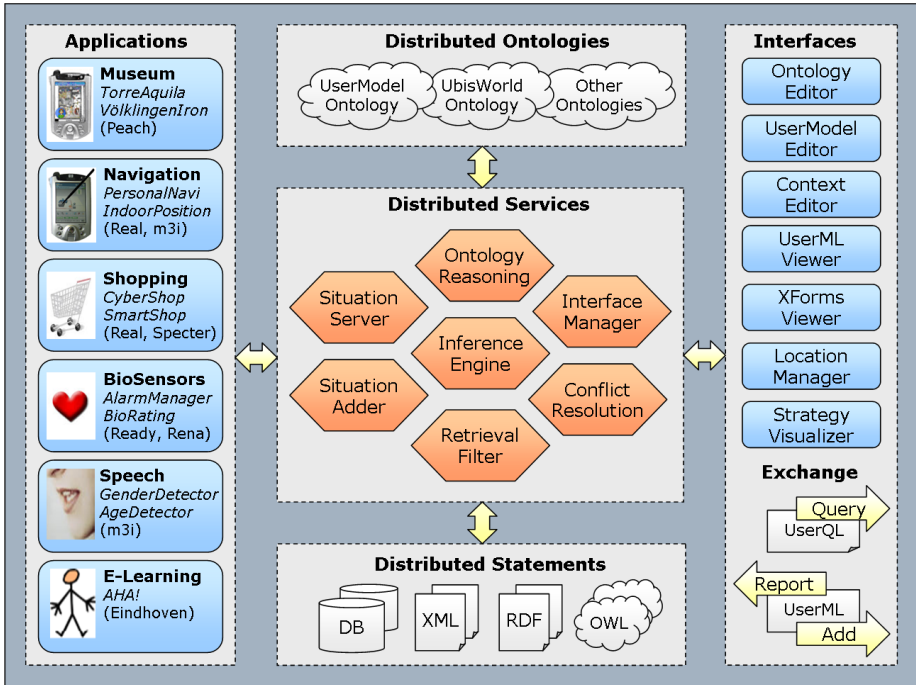 Applications
Museum
TorreAquila
VölklingenIron
(Peach)
Navigation
PersonalNavi
IndoorPosition
(Real, m3i)
Shopping
CyberShop
SmartShop
(Real, Specter)
BioSensors
AlarmManager
BioRating
(Ready, Rena)
Speech
GenderDetector
AgeDetector
(m3i)
E-Learning
AHA!
(Eindhoven)
Distributed Ontologies
UserModel
Ontology
UbisWorld
Ontology
Other
Ontologies
Distributed Services
Ontology
Reasoning
Situation
Server
Interface
Manager
Inference
Engine
Situation
Adder
Conflict
Resolution
Retrieval
Filter
Distributed Statements
DB
XML
RDF
OWL
Interfaces
Ontology
Editor
UserModel
Editor
Context
Editor
UserML
Viewer
XForms
Viewer
Location
Manager
Strategy
Visualizer
Exchange
Query
UserQL
Report
UserML
Add